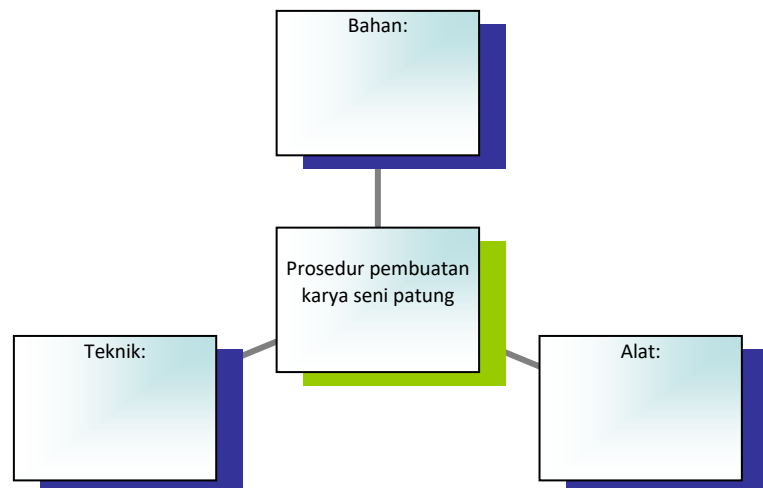 Bahan:
Prosedur pembuatan
karya seni patung
Teknik:
Alat: